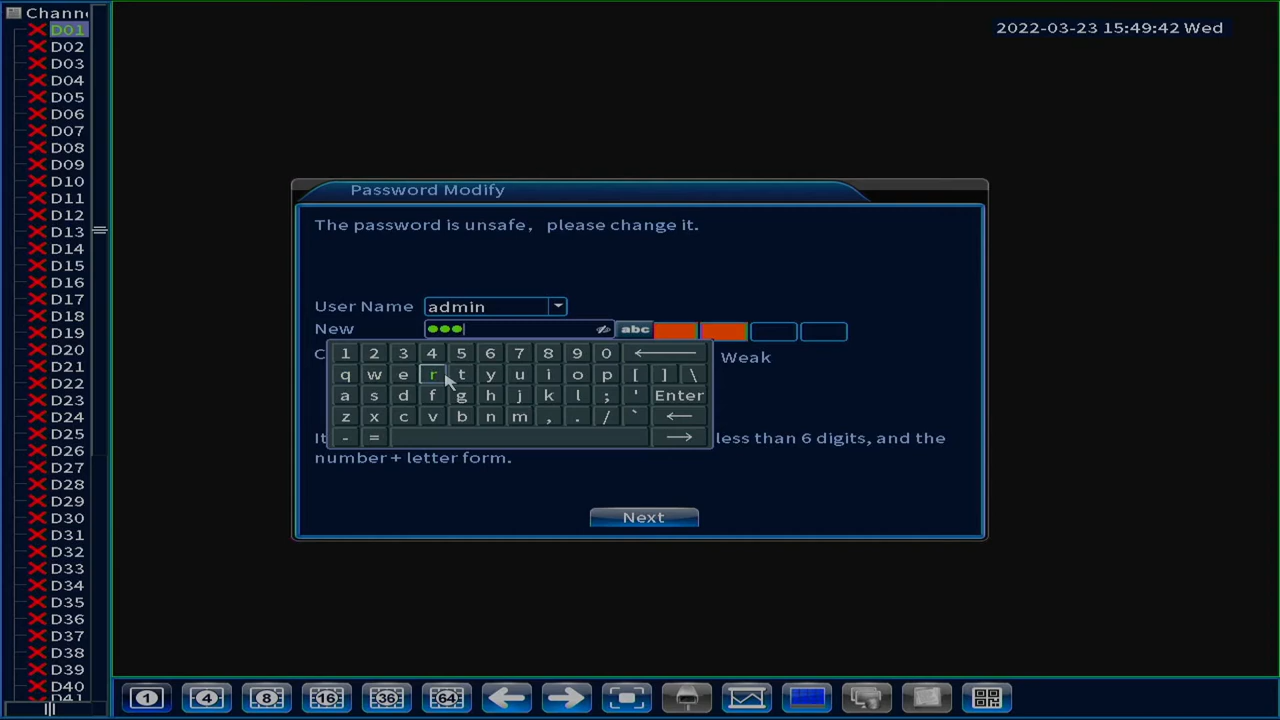 Chann
2022-03-23 15:49:42 Wed
D01
D02
D03
D04
D05
D06
D07
D08
D09
D10
D11
D12
D13
D14
D15
D16
D17
D18
D19
D20
D21
D22
D23
D24
D25
D26
D27
D28
D29
D30
D31
D32
D33
D34
D35
D36
D37
D38
D39
D40
D41
Password Modify
The password is unsafe, please change it.
User Name admin
New ●●● abc
C
Weak
1 2 3 4 5 6 7 8 9 0 ←
q w e r t y u i o p [ ] \
a s d f g h j k l ; ' Enter
z x c v b n m , . / ` ←
- = →
It less than 6 digits, and the
number + letter form.
Next
1 4 8 16 36 64